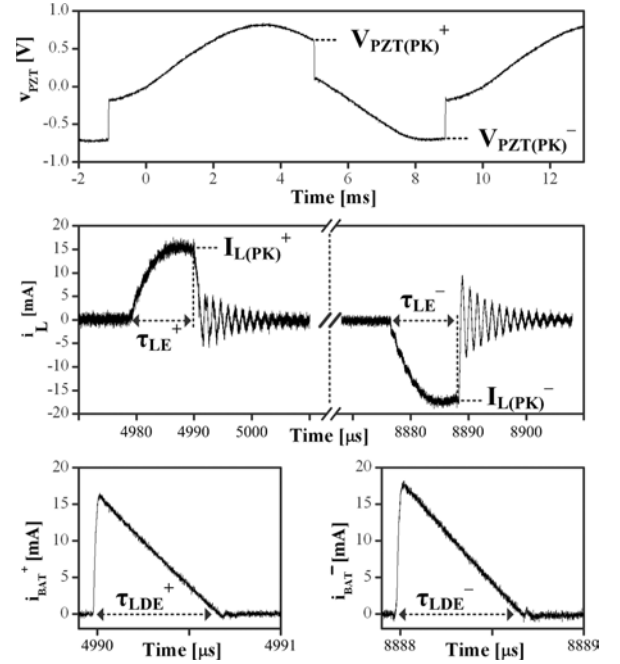 1.0
0.5
0.0
-0.5
-1.0
v_PZT [V]
V_PZT(PK)^+
V_PZT(PK)^−
-2 0 2 4 6 8 10 12
Time [ms]
20
15
10
5
0
-5
-10
-15
-20
i_L [mA]
I_L(PK)^+
τ_LE^+
τ_LE^−
I_L(PK)^−
4980 4990 5000 8880 8890 8900
Time [μs]
20
15
10
5
0
i_BAT^+ [mA]
τ_LDE^+
4990 4991
Time [μs]
20
15
10
5
0
i_BAT^− [mA]
τ_LDE^−
8888 8889
Time [μs]